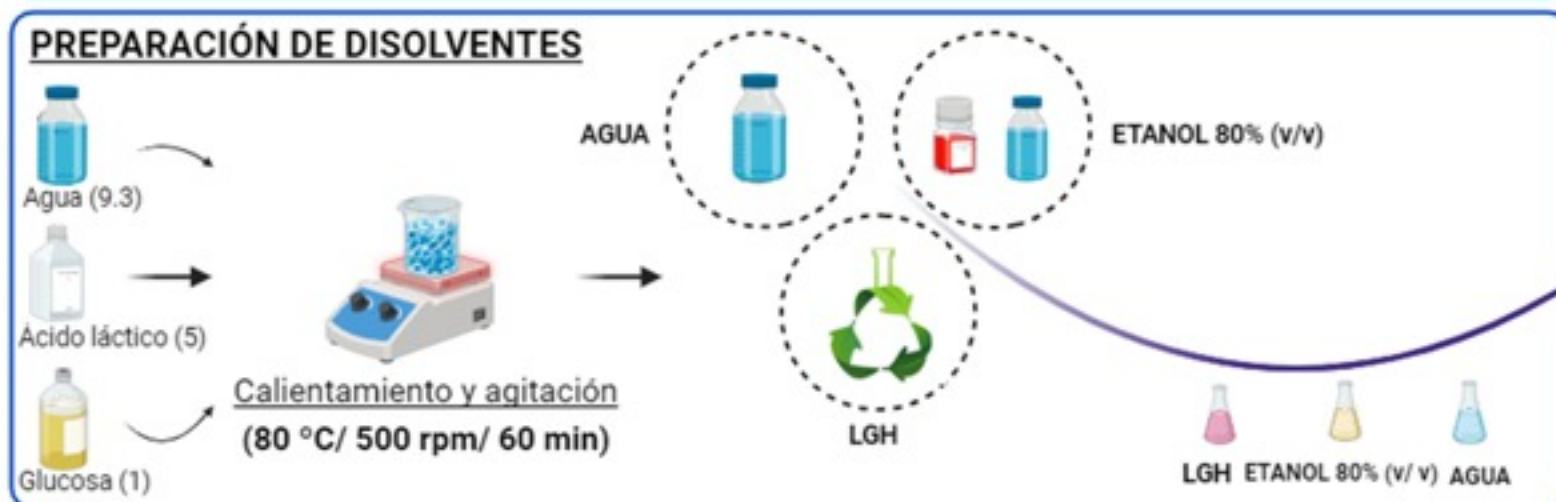 PREPARACIÓN DE DISOLVENTES
Agua (9.3)
Ácido láctico (5)
Glucosa (1)
Calientamiento y agitación
(80 °C/ 500 rpm/ 60 min)
AGUA
ETANOL 80% (v/v)
LGH
LGH ETANOL 80% (v/ v) AGUA